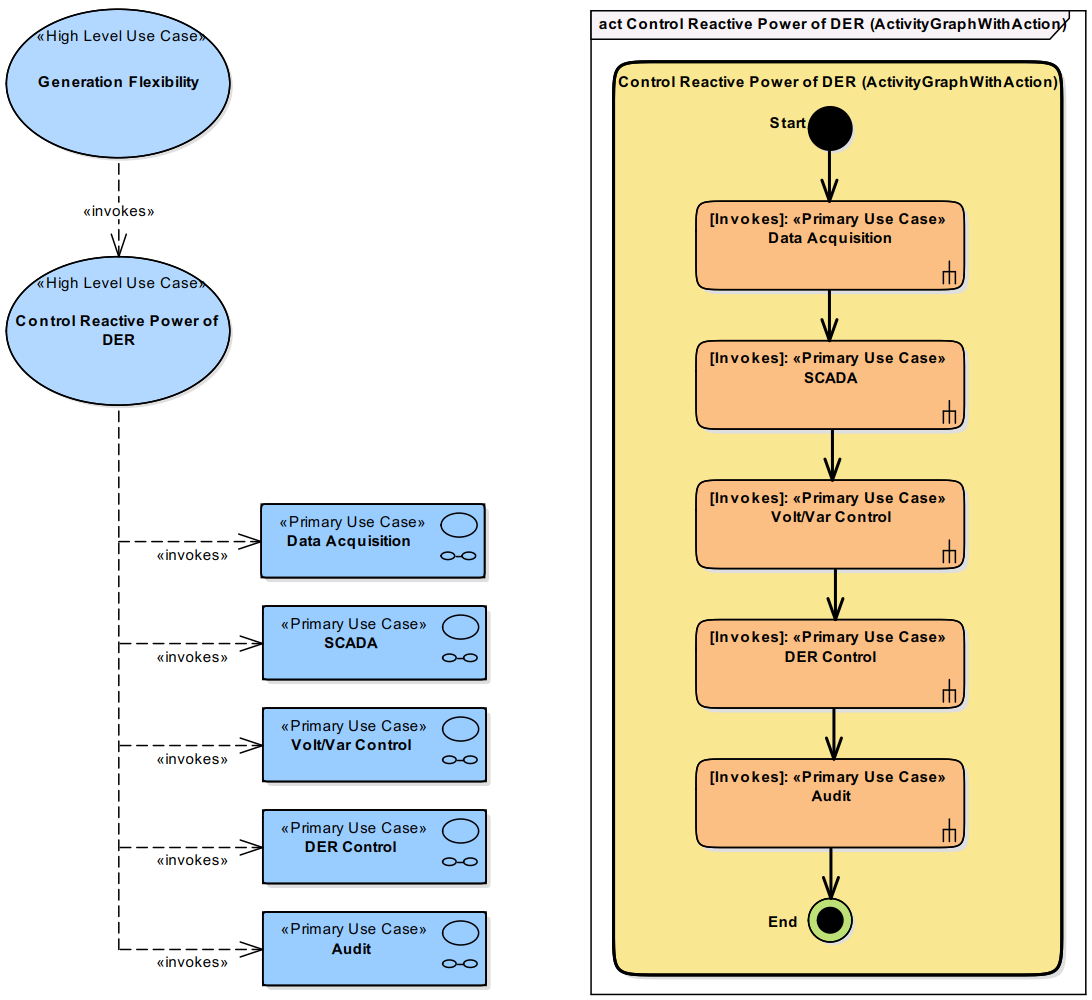 «High Level Use Case»
Generation Flexibility
«invokes»
«High Level Use Case»
Control Reactive Power of
DER
«Primary Use Case»
Data Acquisition
«invokes»
«Primary Use Case»
SCADA
«invokes»
«Primary Use Case»
Volt/Var Control
«invokes»
«Primary Use Case»
DER Control
«invokes»
«Primary Use Case»
Audit
«invokes»
act Control Reactive Power of DER (ActivityGraphWithAction)
Control Reactive Power of DER (ActivityGraphWithAction)
Start
[Invokes]: «Primary Use Case»
Data Acquisition
[Invokes]: «Primary Use Case»
SCADA
[Invokes]: «Primary Use Case»
Volt/Var Control
[Invokes]: «Primary Use Case»
DER Control
[Invokes]: «Primary Use Case»
Audit
End